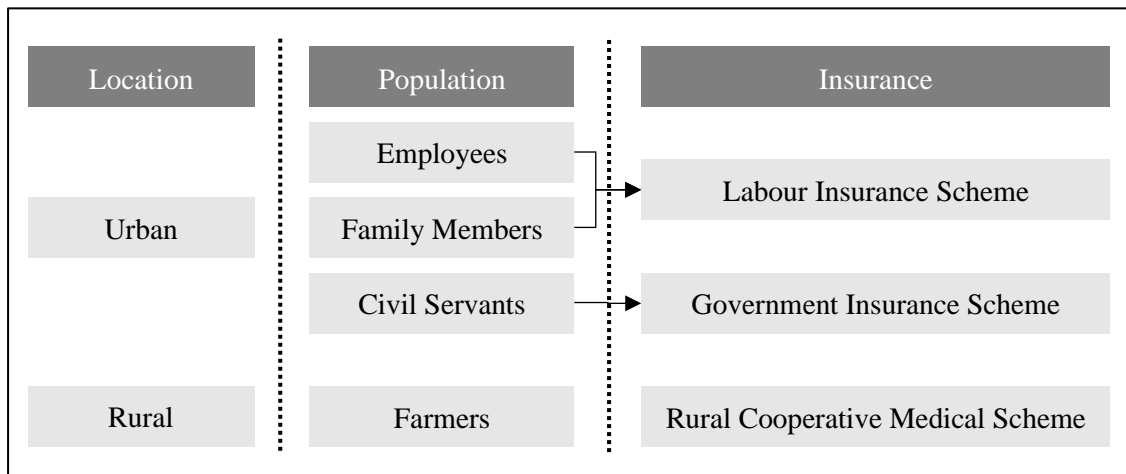 Location
Population
Insurance
Employees
Labour Insurance Scheme
Urban
Family Members
Civil Servants
Government Insurance Scheme
Rural
Farmers
Rural Cooperative Medical Scheme